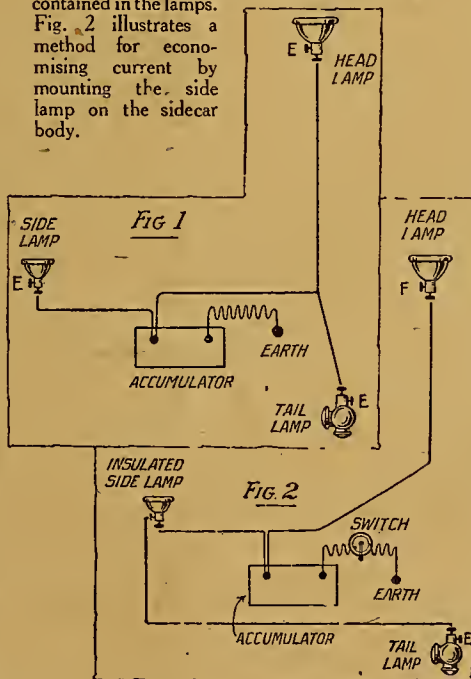 contained in the lamps.
Fig. 2 illustrates a
method for econo-
mising current by
mounting the side
lamp on the sidecar
body.
E
HEAD
LAMP
FIG 1
SIDE
LAMP
E
HEAD
LAMP
F
EARTH
ACCUMULATOR
TAIL
LAMP
E
INSULATED
SIDE LAMP
FIG. 2
SWITCH
EARTH
ACCUMULATOR
TAIL
LAMP
E